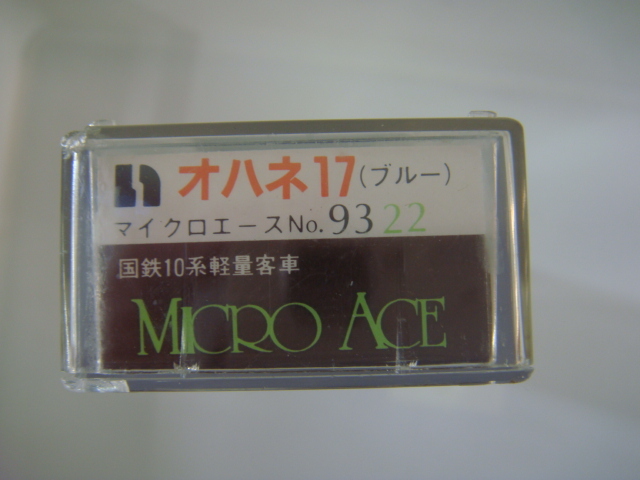 オハネ17(ブルー)
マイクロエースNo.9322
国鉄10系軽量客車
MICRO ACE